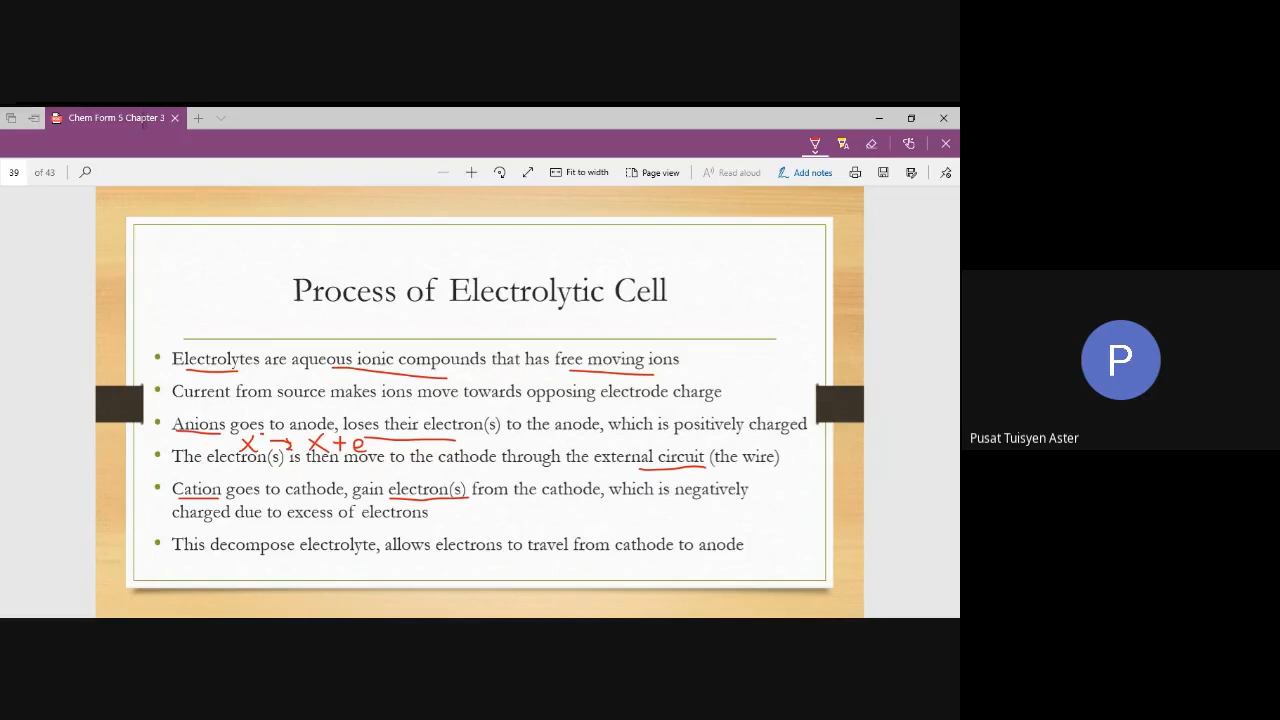 Chem Form 5 Chapter 3
39 of 43
Fit to width
Page view
Read aloud
Add notes
Process of Electrolytic Cell
• Electrolytes are aqueous ionic compounds that has free moving ions
• Current from source makes ions move towards opposing electrode charge
• Anions goes to anode, loses their electron(s) to the anode, which is positively charged
X⁻ → X + e
• The electron(s) is then move to the cathode through the external circuit (the wire)
• Cation goes to cathode, gain electron(s) from the cathode, which is negatively
charged due to excess of electrons
• This decompose electrolyte, allows electrons to travel from cathode to anode
P
Pusat Tuisyen Aster